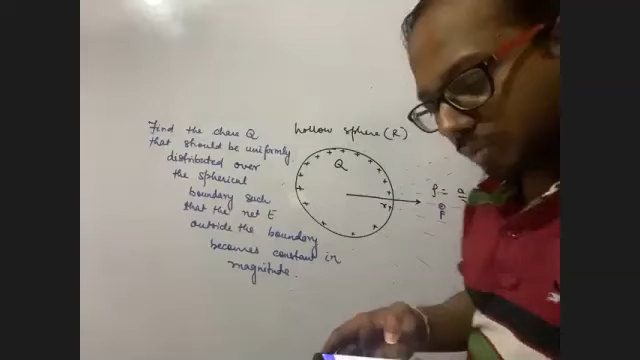 Find the chare Q
that should be uniformly
distributed over
the spherical
boundary such
that the net E
outside the boundary
becomes constant in
magnitude.
hollow sphere (R)
Q
ρ = a
P